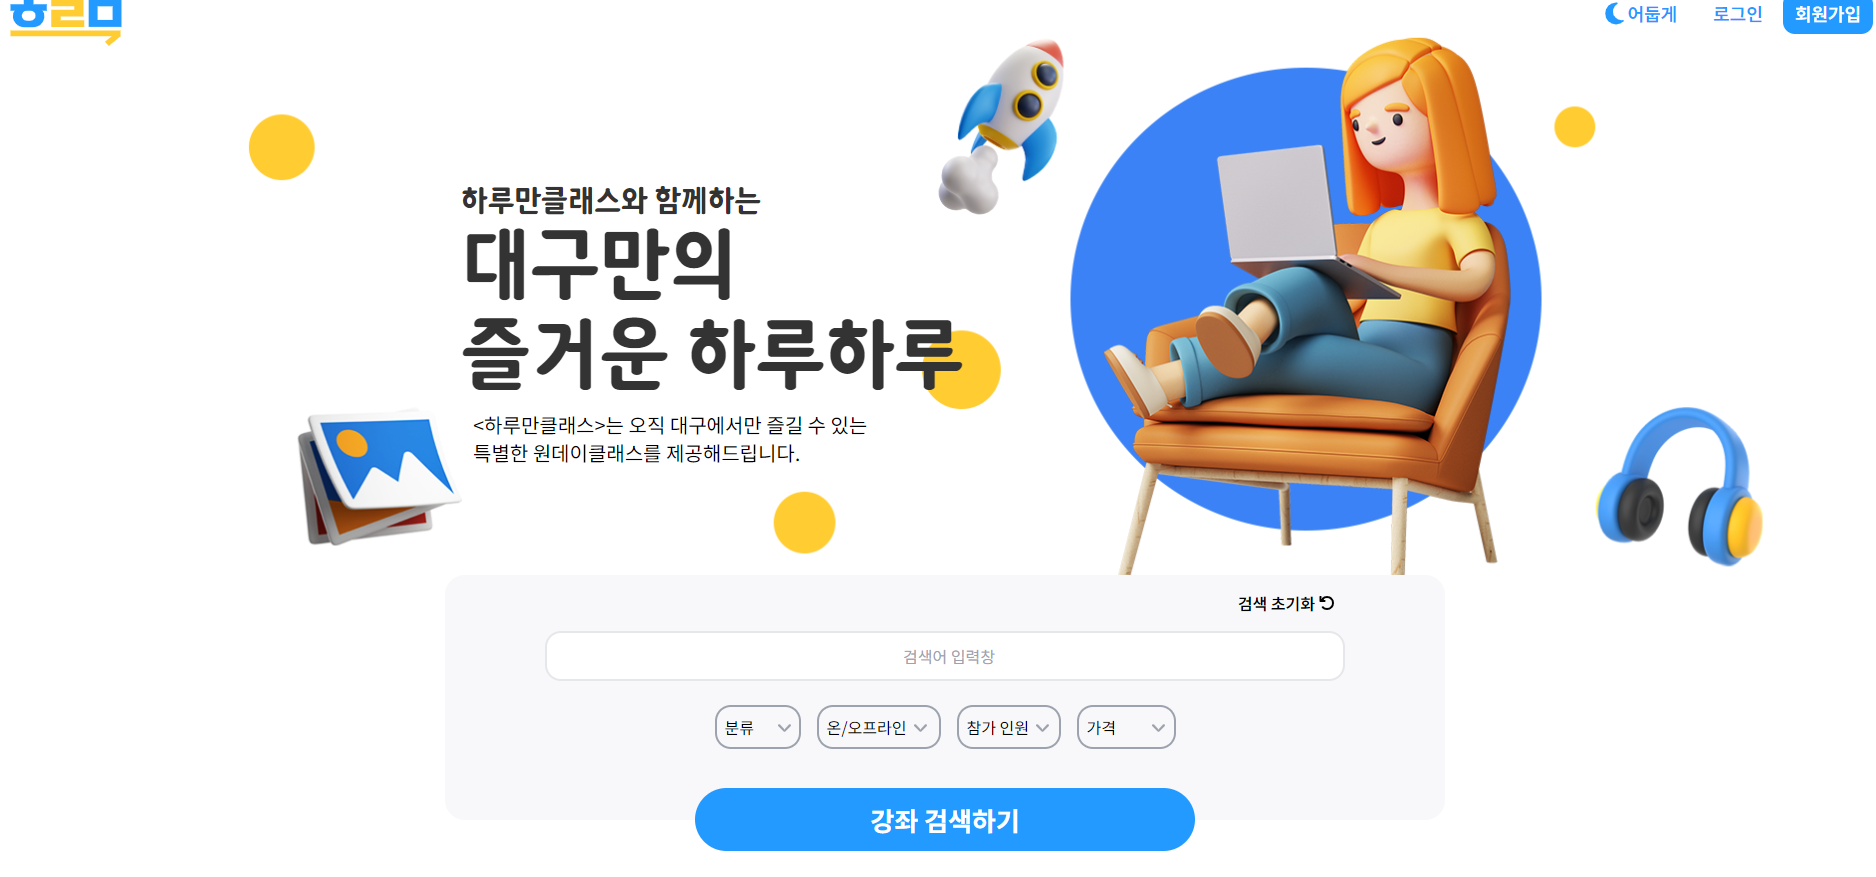 어둡게
로그인
회원가입
하루만클래스와 함께하는
대구만의
즐거운 하루하루
<하루만클래스>는 오직 대구에서만 즐길 수 있는
특별한 원데이클래스를 제공해드립니다.
검색 초기화
검색어 입력창
분류
온/오프라인
참가 인원
가격
강좌 검색하기